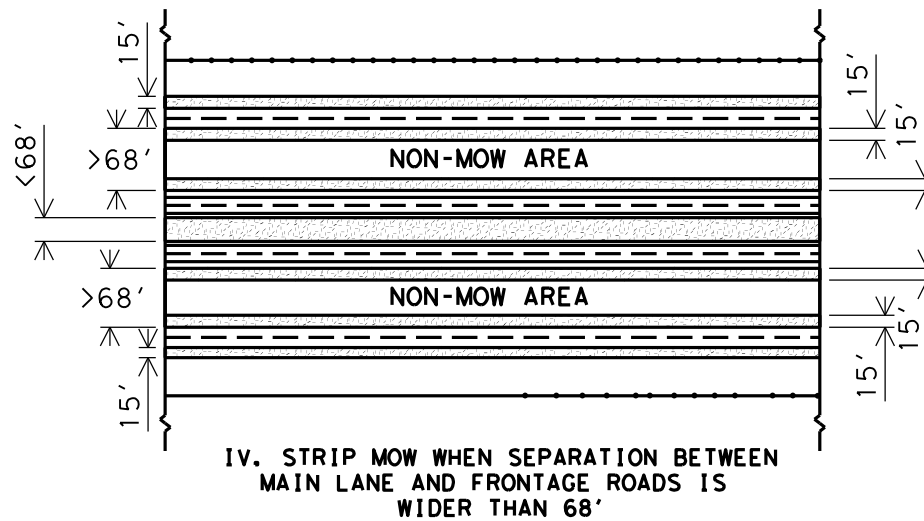 15'
15'
15'
<68'
>68'
NON-MOW AREA
>68'
NON-MOW AREA
15'
15'
15'
IV. STRIP MOW WHEN SEPARATION BETWEEN
MAIN LANE AND FRONTAGE ROADS IS
WIDER THAN 68'